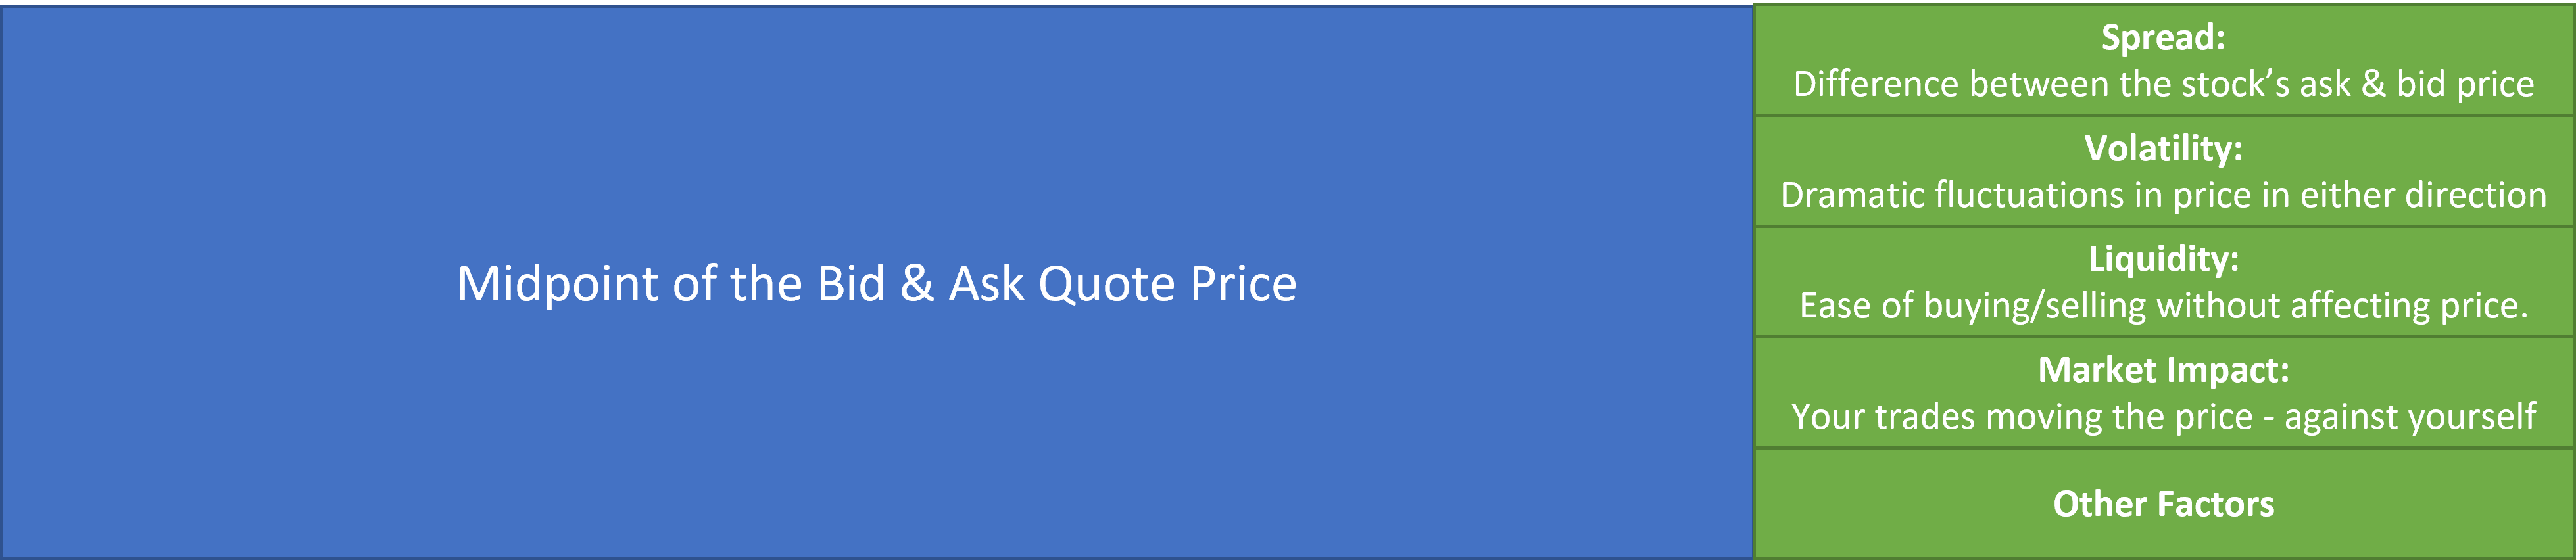 Midpoint of the Bid & Ask Quote Price
Spread:
Difference between the stock’s ask & bid price
Volatility:
Dramatic fluctuations in price in either direction
Liquidity:
Ease of buying/selling without affecting price.
Market Impact:
Your trades moving the price - against yourself
Other Factors